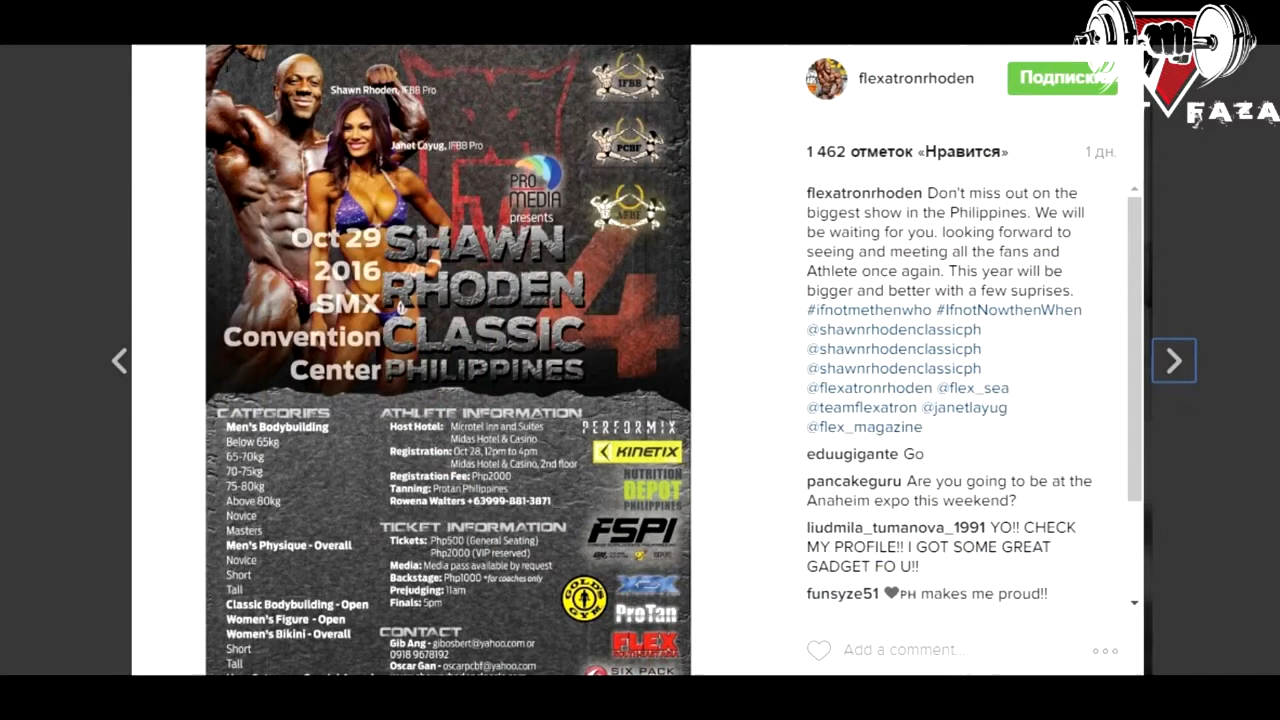 Shawn Rhoden, IFBB Pro
Janet Cayug, IFBB Pro
IFBB
PCBF
AFBF
PRO
MEDIA
presents
Oct 29
2016
SMX
Convention
Center
SHAWN
RHODEN
CLASSIC
PHILIPPINES
4
CATEGORIES
Men's Bodybuilding
Below 65kg
65-70kg
70-75kg
75-80kg
Above 80kg
Novice
Masters
Men's Physique - Overall
Novice
Short
Tall
Classic Bodybuilding - Open
Women's Figure - Open
Women's Bikini - Overall
Short
Tall
ATHLETE INFORMATION
Host Hotel: Microtel Inn and Suites
Midas Hotel & Casino
Registration: Oct 28, 12pm to 4pm
Midas Hotel & Casino, 2nd floor
Registration Fee: Php2000
Tanning: Protan Philippines
Rowena Walters +63999-881-3871
TICKET INFORMATION
Tickets: Php500 (General Seating)
Php2000 (VIP reserved)
Media: Media pass available by request
Backstage: Php1000 *for coaches only
Prejudging: 11am
Finals: 5pm
CONTACT
Gib Ang - gibosbert@yahoo.com or
0918 9678192
Oscar Gan - oscarpcbf@yahoo.com
PERFORMIX
KINETIX
NUTRITION
DEPOT
PHILIPPINES
FSPI
GOLD'S
GYM
ProTan
FLEX
SIX PACK
flexatronrhoden
Подписки
FAZA
1 462 отметок «Нравится» 1 дн.
flexatronrhoden Don't miss out on the
biggest show in the Philippines. We will
be waiting for you. looking forward to
seeing and meeting all the fans and
Athlete once again. This year will be
bigger and better with a few suprises.
#ifnotmethenwho #IfnotNowthenWhen
@shawnrhodenclassicph
@shawnrhodenclassicph
@shawnrhodenclassicph
@flexatronrhoden @flex_sea
@teamflexatron @janetlayug
@flex_magazine
eduugigante Go
pancakeguru Are you going to be at the
Anaheim expo this weekend?
liudmila_tumanova_1991 YO!! CHECK
MY PROFILE!! I GOT SOME GREAT
GADGET FO U!!
funsyze51 🖤PH makes me proud!!
Add a comment...